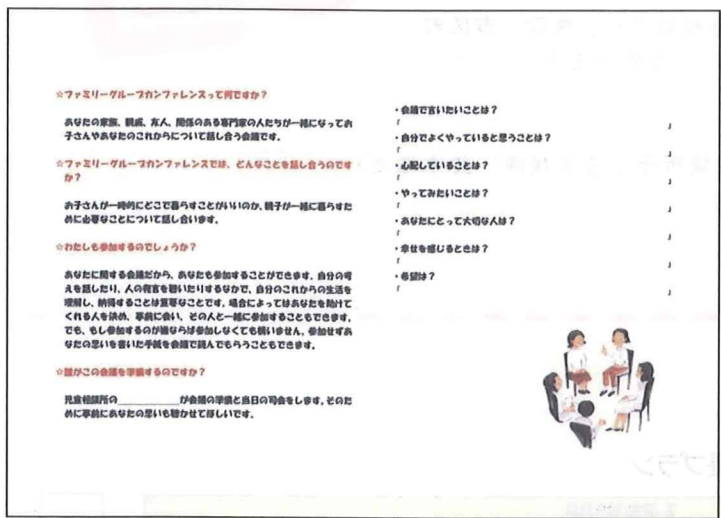 ☆ファミリーグループカンファレンスって何ですか？
あなたの家族、親戚、友人、関係のある専門家の人たちが一緒になってお
子さんやあなたのこれからについて話し合う会議です。
☆ファミリーグループカンファレンスでは、どんなことを話し合うのです
か？
お子さんが一時的にどこで暮らすことがいいのか、親子が一緒に暮らすた
めに必要なことについて話し合います。
☆わたしも参加するのでしょうか？
あなたに関する会議だから、あなたも参加することができます。自分の考
えを話したり、人の発言を聴いたりするなかで、自分のこれからの生活を
理解し、納得することは重要なことです。場合によってはあなたを助けて
くれる人を決め、事前に会い、その人と一緒に参加することもできます。
でも、もし参加するのが嫌ならば参加しなくても構いません。参加せずあ
なたの思いを書いた手紙を会議で読んでもらうこともできます。
☆誰がこの会議を準備するのですか？
児童相談所の＿＿＿＿＿＿が会議の準備と当日の司会をします。そのた
めに事前にあなたの思いも聴かせてほしいです。
・会議で言いたいことは？
「 」
・自分でよくやっていると思うことは？
「 」
・心配していることは？
「 」
・やってみたいことは？
「 」
・あなたにとって大切な人は？
「 」
・幸せを感じるときは？
「 」
・希望は？
「 」